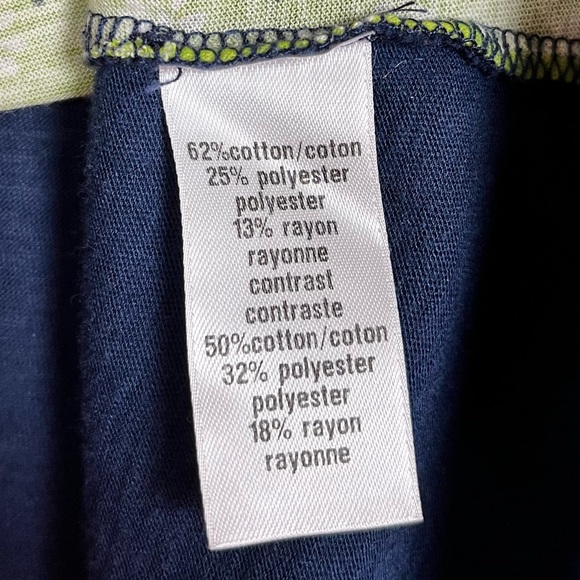 62%cotton/coton
25% polyester
polyester
13% rayon
rayonne
contrast
contraste
50%cotton/coton
32% polyester
polyester
18% rayon
rayonne